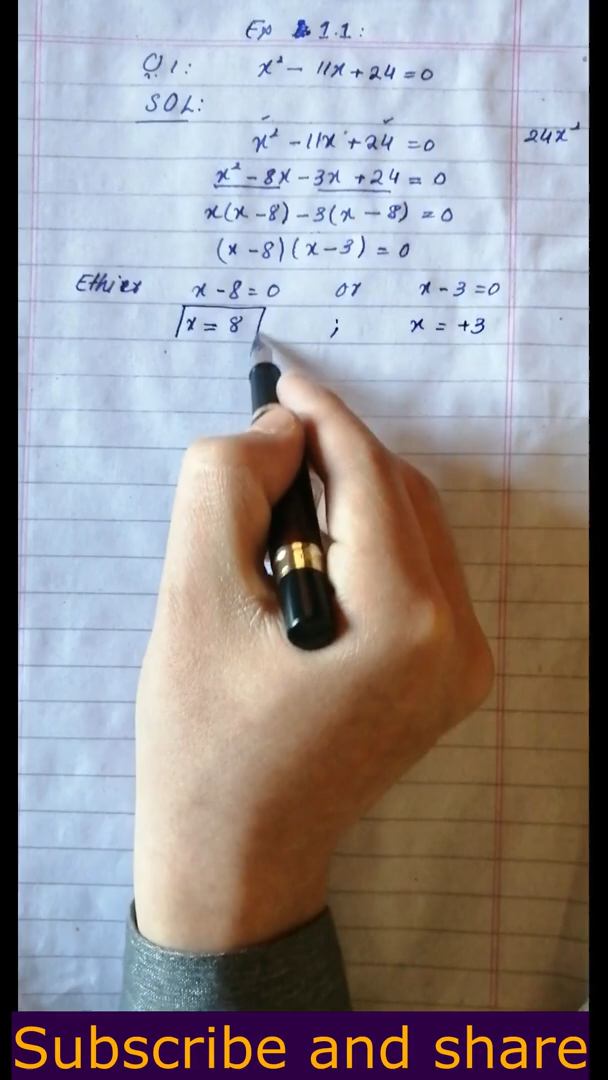 Ex 1.1:
Q1: x² - 11x + 24 = 0
SOL:
x² - 11x + 24 = 0
24x²
x² - 8x - 3x + 24 = 0
x(x - 8) - 3(x - 8) = 0
(x - 8)(x - 3) = 0
Ethier x - 8 = 0 or x - 3 = 0
x = 8 ; x = +3
Subscribe and share